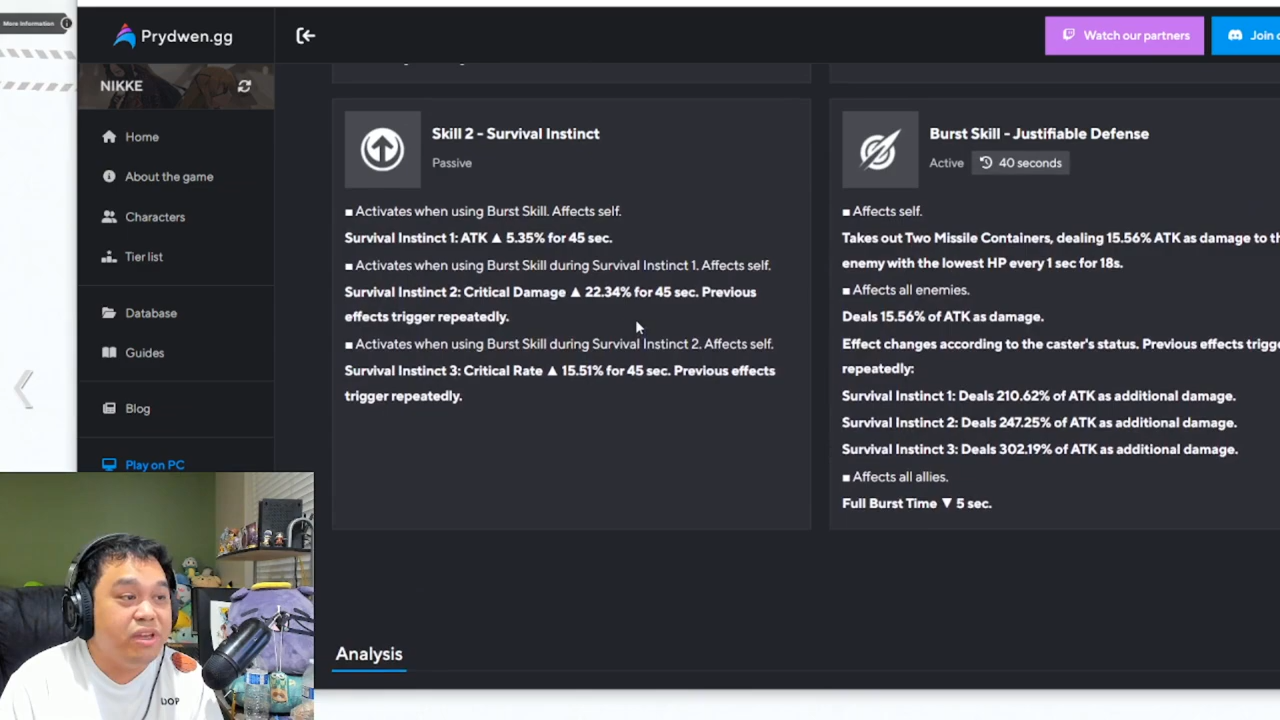 More Information
Prydwen.gg
Watch our partners
Join
NIKKE
Home
About the game
Characters
Tier list
Database
Guides
Blog
Play on PC
Skill 2 - Survival Instinct
Passive
■ Activates when using Burst Skill. Affects self.
Survival Instinct 1: ATK ▲ 5.35% for 45 sec.
■ Activates when using Burst Skill during Survival Instinct 1. Affects self.
Survival Instinct 2: Critical Damage ▲ 22.34% for 45 sec. Previous
effects trigger repeatedly.
■ Activates when using Burst Skill during Survival Instinct 2. Affects self.
Survival Instinct 3: Critical Rate ▲ 15.51% for 45 sec. Previous effects
trigger repeatedly.
Burst Skill - Justifiable Defense
Active
40 seconds
■ Affects self.
Takes out Two Missile Containers, dealing 15.56% ATK as damage to
enemy with the lowest HP every 1 sec for 18s.
■ Affects all enemies.
Deals 15.56% of ATK as damage.
Effect changes according to the caster's status. Previous effects
repeatedly:
Survival Instinct 1: Deals 210.62% of ATK as additional damage.
Survival Instinct 2: Deals 247.25% of ATK as additional damage.
Survival Instinct 3: Deals 302.19% of ATK as additional damage.
■ Affects all allies.
Full Burst Time ▼ 5 sec.
Analysis